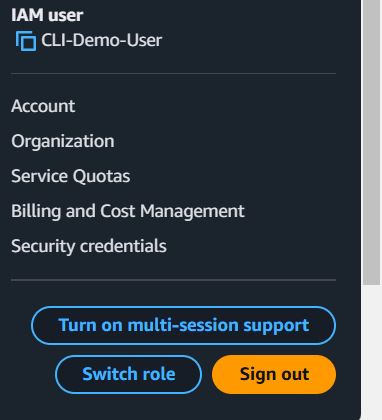 IAM user
CLI-Demo-User
Account
Organization
Service Quotas
Billing and Cost Management
Security credentials
Turn on multi-session support
Switch role
Sign out